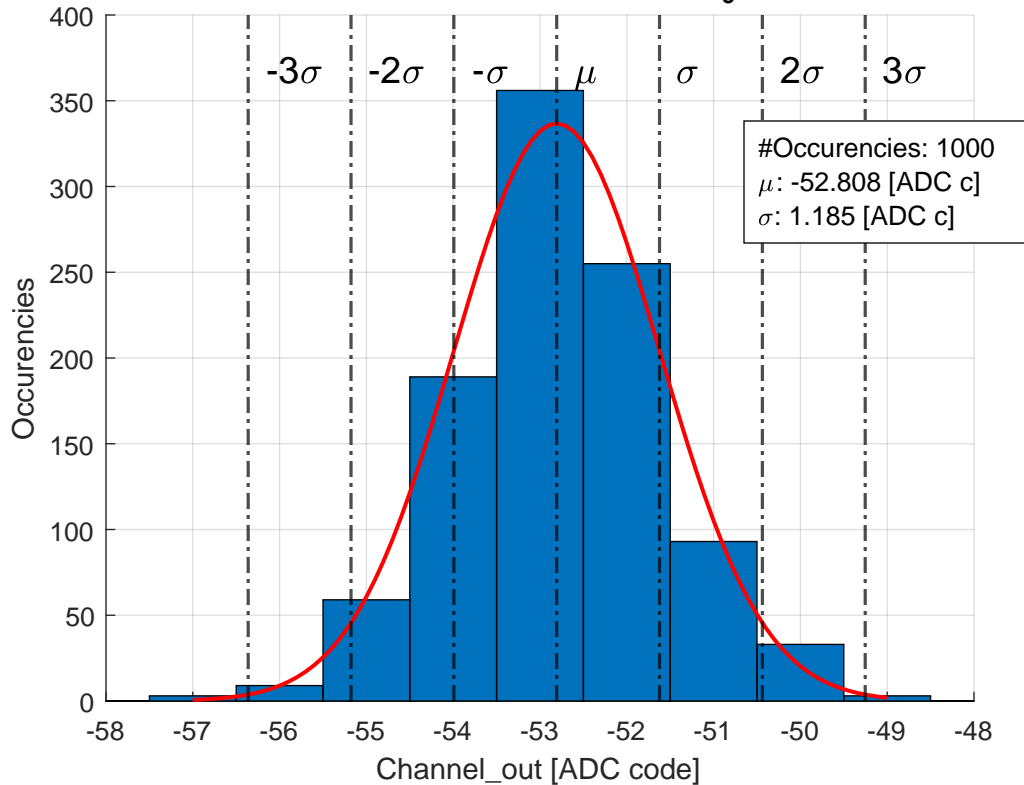 400
350
300
250
200
150
100
50
0
Occurencies
-3σ -2σ -σ μ σ 2σ 3σ
#Occurencies: 1000
μ: -52.808 [ADC c]
σ: 1.185 [ADC c]
-58 -57 -56 -55 -54 -53 -52 -51 -50 -49 -48
Channel_out [ADC code]